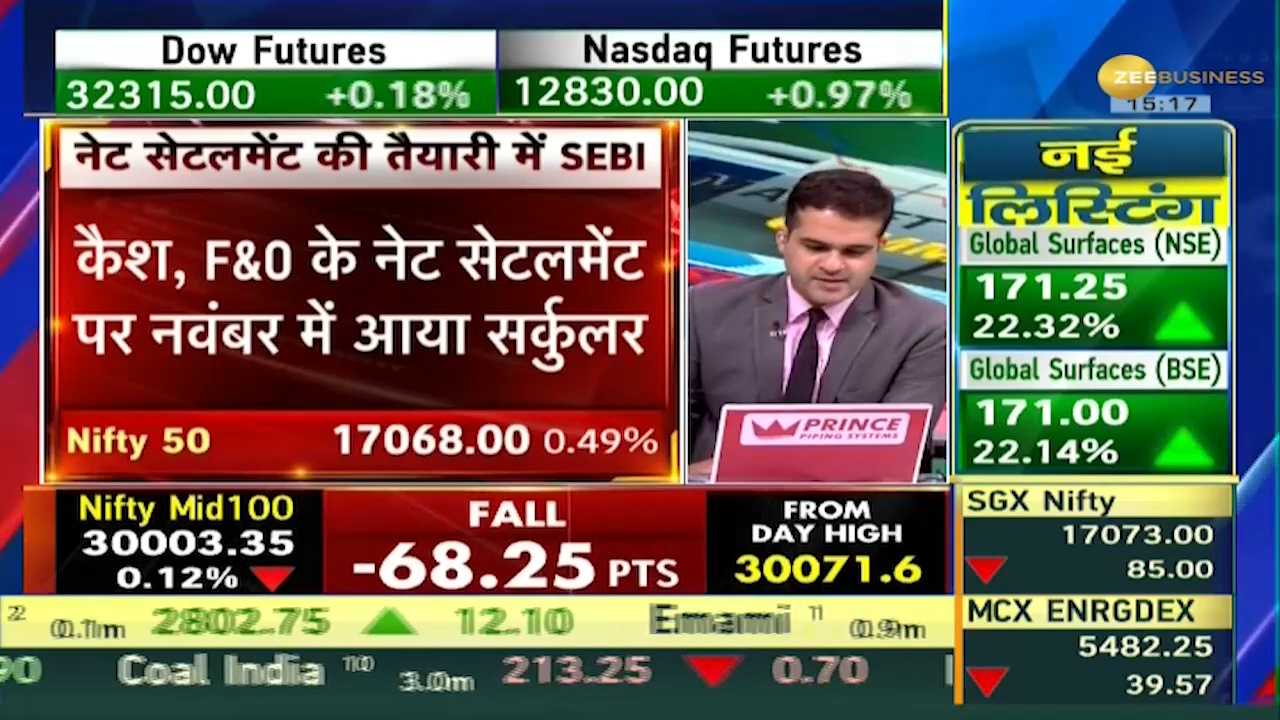 Dow Futures
32315.00 +0.18%
Nasdaq Futures
12830.00 +0.97%
ZEEBUSINESS
15:17
नेट सेटलमेंट की तैयारी में SEBI
कैश, F&O के नेट सेटलमेंट
पर नवंबर में आया सर्कुलर
Nifty 50 17068.00 0.49%
PRINCE
PIPING SYSTEMS
नई
लिस्टिंग
Global Surfaces (NSE)
171.25
22.32%
Global Surfaces (BSE)
171.00
22.14%
SGX Nifty
17073.00
85.00
MCX ENRGDEX
5482.25
39.57
Nifty Mid100
30003.35
0.12%
FALL
-68.25 PTS
FROM
DAY HIGH
30071.6
2802.75 12.10 Emami
90 Coal India 3.0m 213.25 0.70